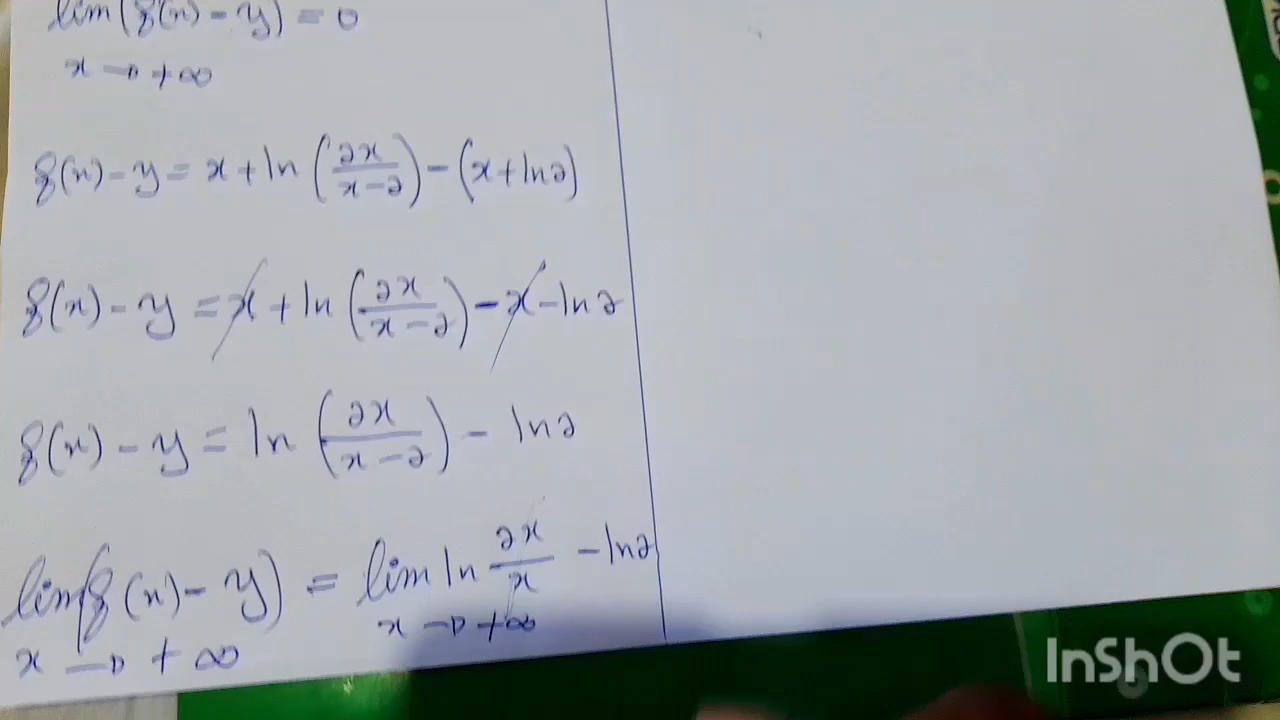 lim (f(x) - y) = 0
x → +∞
f(x) - y = x + ln (2x/(x-2)) - (x + ln2)
f(x) - y = x + ln (2x/(x-2)) - x - ln2
f(x) - y = ln (2x/(x-2)) - ln2
lim (f(x) - y) = lim ln 2x/x - ln2
x → +∞ x → +∞
InShOt